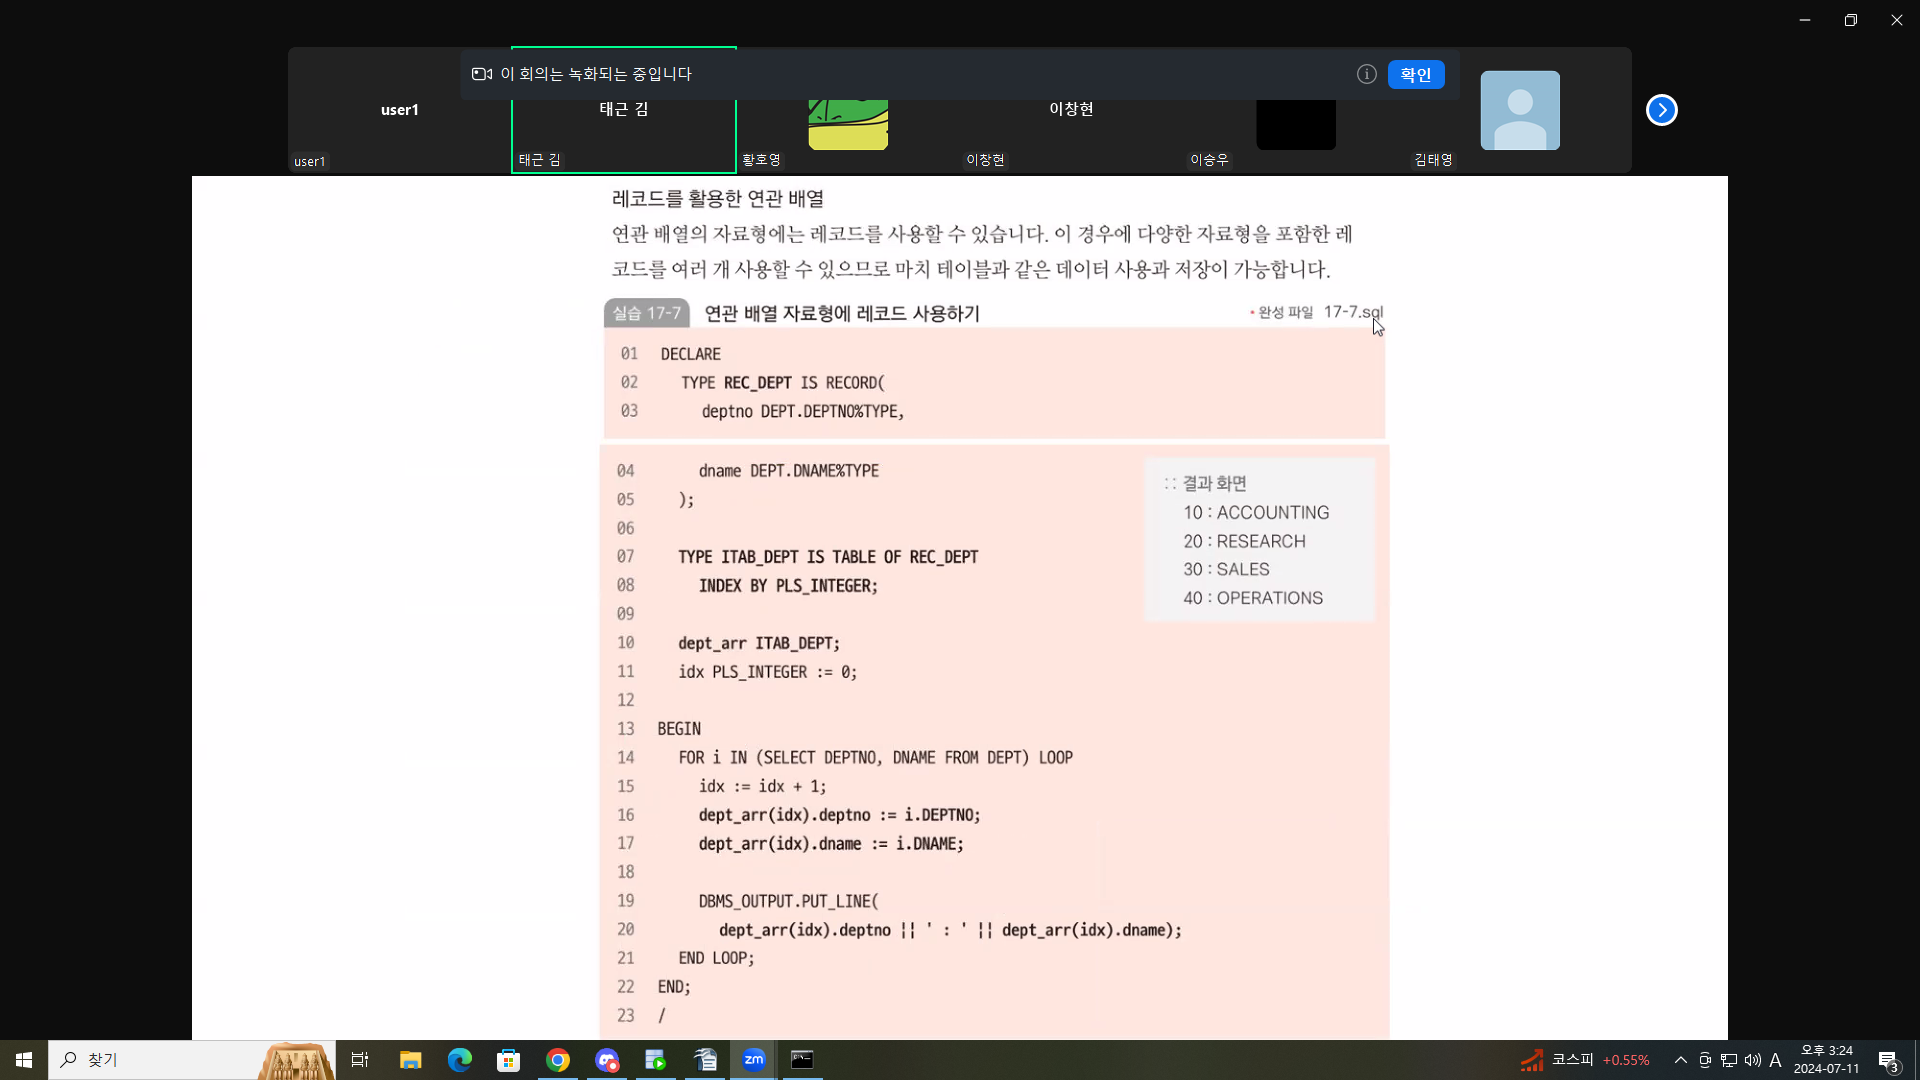 이 회의는 녹화되는 중입니다
확인
user1
태근 김
이창현
user1
태근 김
황호영
이창현
이승우
김태영
레코드를 활용한 연관 배열
연관 배열의 자료형에는 레코드를 사용할 수 있습니다. 이 경우에 다양한 자료형을 포함한 레
코드를 여러 개 사용할 수 있으므로 마치 테이블과 같은 데이터 사용과 저장이 가능합니다.
실습 17-7 연관 배열 자료형에 레코드 사용하기 • 완성 파일 17-7.sql
01 DECLARE
02 TYPE REC_DEPT IS RECORD(
03 deptno DEPT.DEPTNO%TYPE,
04 dname DEPT.DNAME%TYPE
05 );
06
07 TYPE ITAB_DEPT IS TABLE OF REC_DEPT
08 INDEX BY PLS_INTEGER;
09
10 dept_arr ITAB_DEPT;
11 idx PLS_INTEGER := 0;
12
13 BEGIN
14 FOR i IN (SELECT DEPTNO, DNAME FROM DEPT) LOOP
15 idx := idx + 1;
16 dept_arr(idx).deptno := i.DEPTNO;
17 dept_arr(idx).dname := i.DNAME;
18
19 DBMS_OUTPUT.PUT_LINE(
20 dept_arr(idx).deptno || ' : ' || dept_arr(idx).dname);
21 END LOOP;
22 END;
23 /
:: 결과 화면
10 : ACCOUNTING
20 : RESEARCH
30 : SALES
40 : OPERATIONS
찾기
zm
코스피 +0.55%
A
오후 3:24
2024-07-11
3